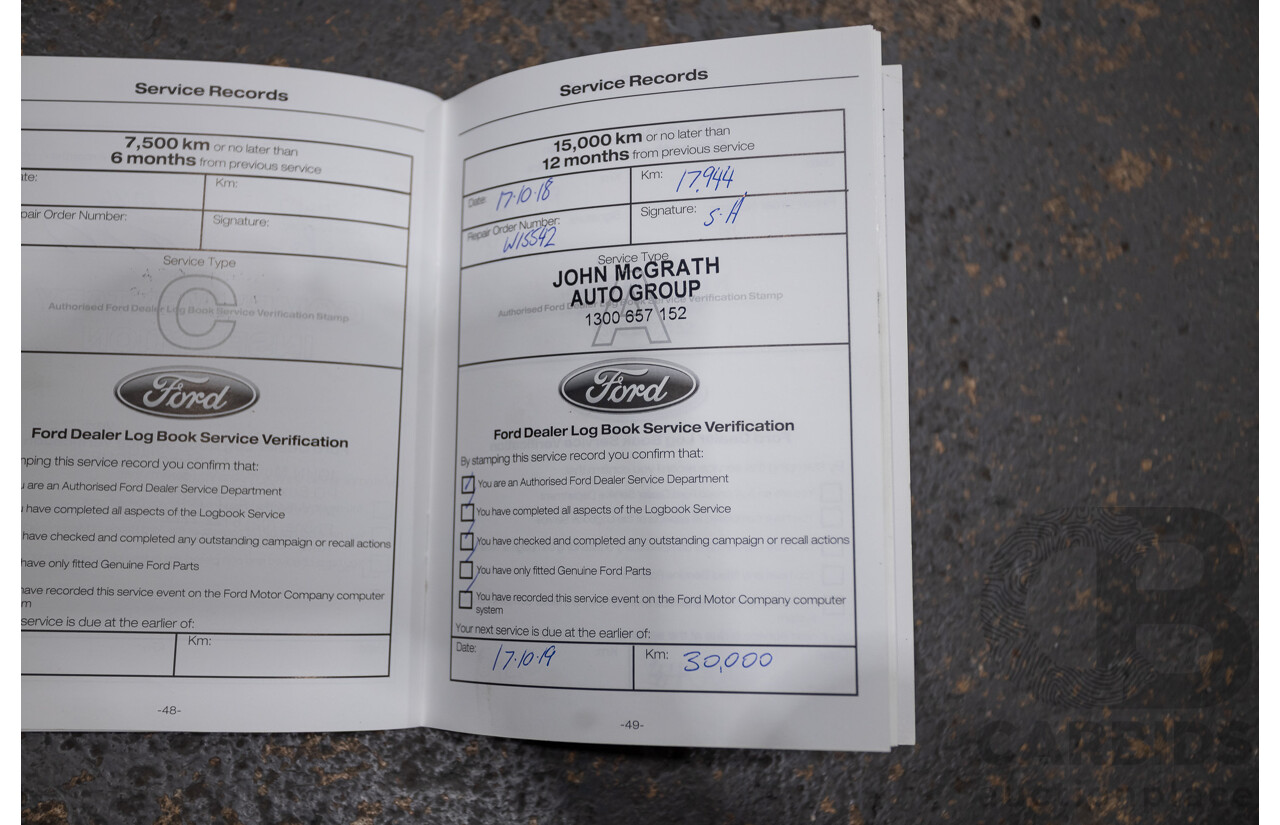 Service Records
7,500 km or no later than
6 months from previous service
te:
Km:
pair Order Number:
Signature:
Service Type
C
Authorised Ford Dealer Log Book Service Verification Stamp
Ford
Ford Dealer Log Book Service Verification
ping this service record you confirm that:
are an Authorised Ford Dealer Service Department
have completed all aspects of the Logbook Service
have checked and completed any outstanding campaign or recall actions
have only fitted Genuine Ford Parts
have recorded this service event on the Ford Motor Company computer
m
service is due at the earlier of:
Km:
-48-
Service Records
15,000 km or no later than
12 months from previous service
Date: 17·10·18
Km: 17,944
Repair Order Number:
W15542
Signature: S·H
Service Type
JOHN McGRATH
AUTO GROUP
Authorised Ford Dealer Log Book Service Verification Stamp
1300 657 152
A
Ford
Ford Dealer Log Book Service Verification
By stamping this service record you confirm that:
You are an Authorised Ford Dealer Service Department
You have completed all aspects of the Logbook Service
You have checked and completed any outstanding campaign or recall actions
You have only fitted Genuine Ford Parts
You have recorded this service event on the Ford Motor Company computer
system
Your next service is due at the earlier of:
Date: 17·10·19
Km: 30,000
-49-
CB
CARBIDS
auctionplace